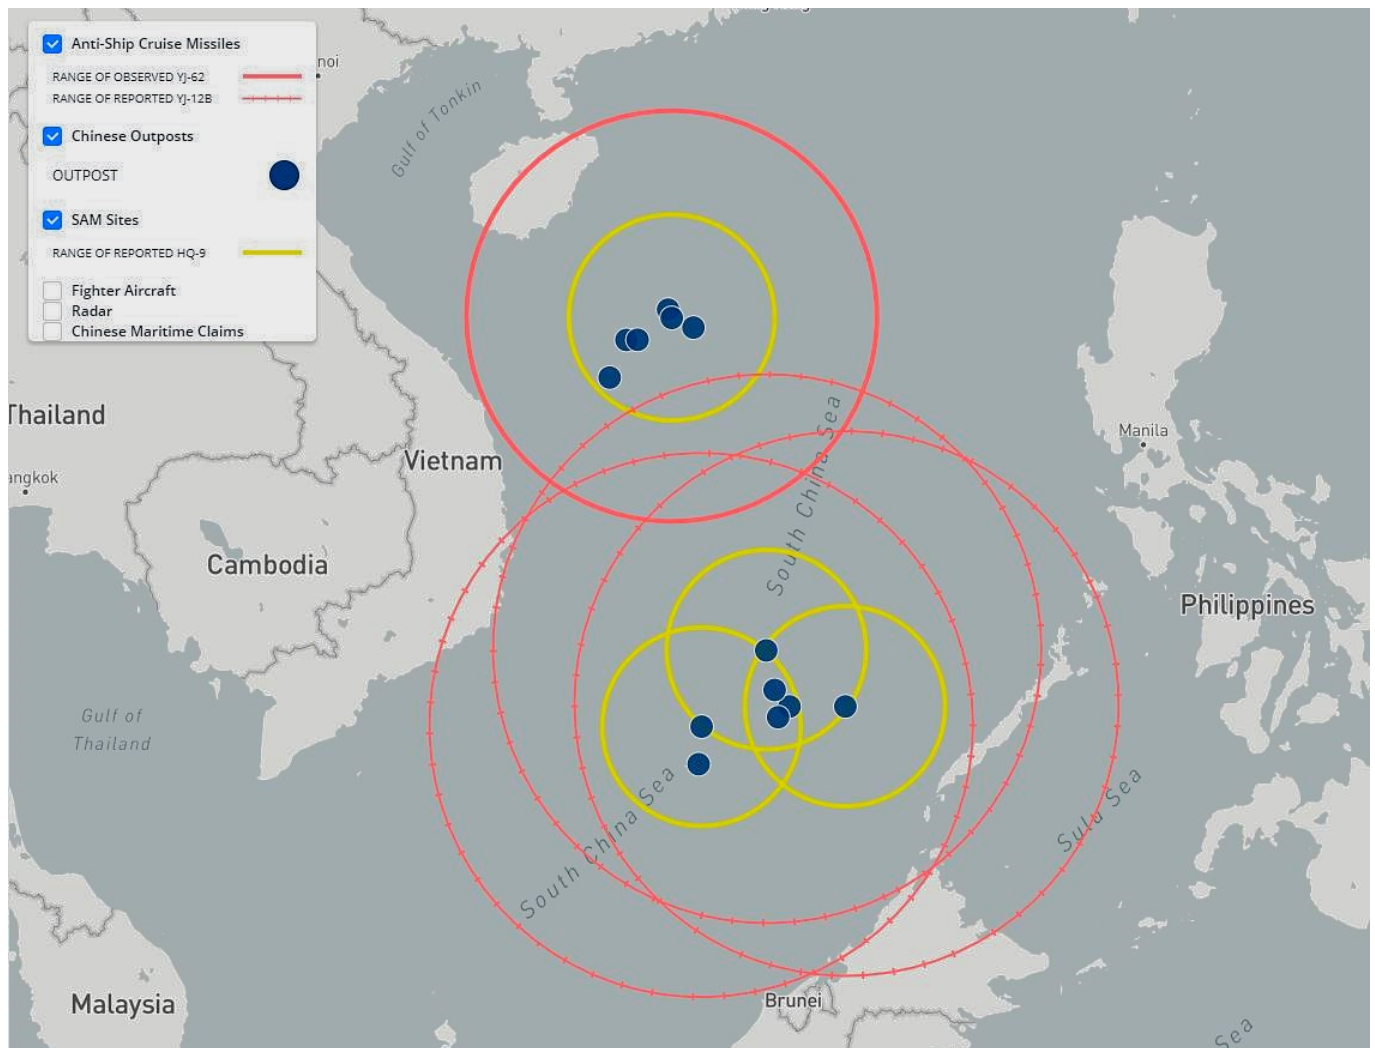 Anti-Ship Cruise Missiles
RANGE OF OBSERVED YJ-62
RANGE OF REPORTED YJ-12B
Chinese Outposts
OUTPOST
SAM Sites
RANGE OF REPORTED HQ-9
Fighter Aircraft
Radar
Chinese Maritime Claims
noi
Gulf of Tonkin
Thailand
angkok
Vietnam
Cambodia
South China Sea
Manila
Philippines
Gulf of
Thailand
South China Sea
Sulu Sea
Malaysia
Brunei
Sea